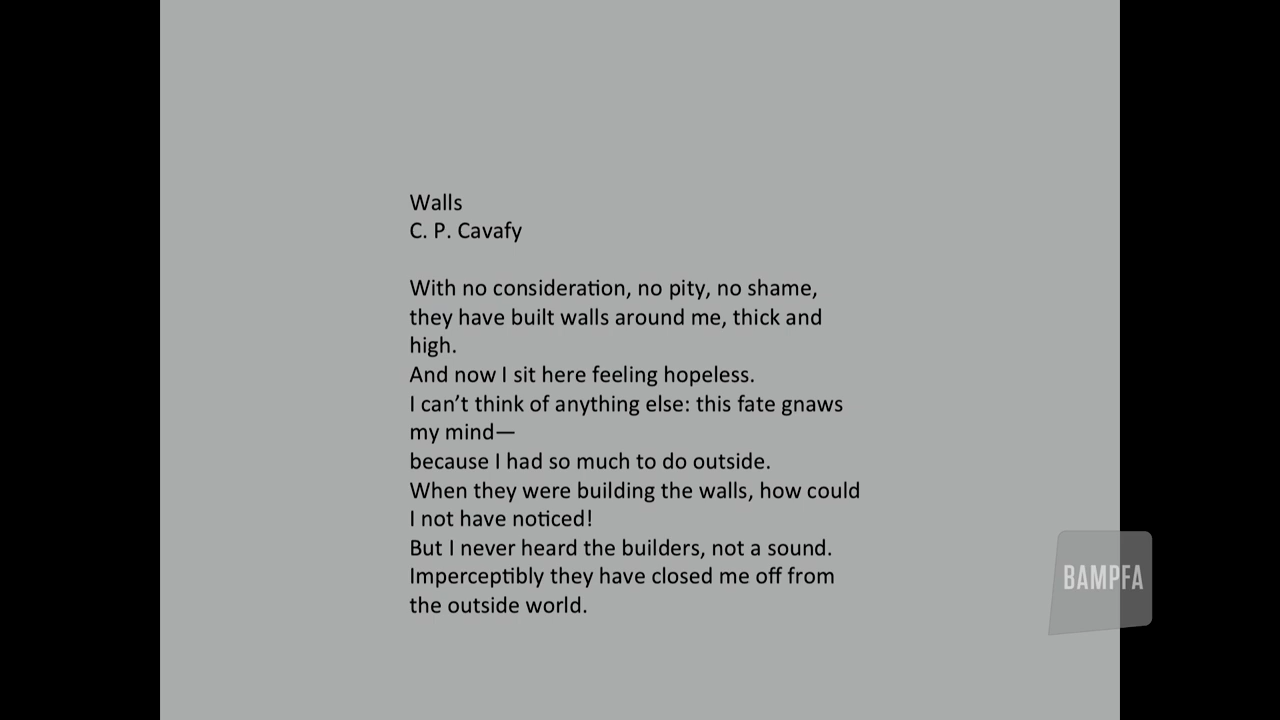 Walls
C. P. Cavafy
With no consideration, no pity, no shame,
they have built walls around me, thick and
high.
And now I sit here feeling hopeless.
I can’t think of anything else: this fate gnaws
my mind—
because I had so much to do outside.
When they were building the walls, how could
I not have noticed!
But I never heard the builders, not a sound.
Imperceptibly they have closed me off from
the outside world.
BAMPFA